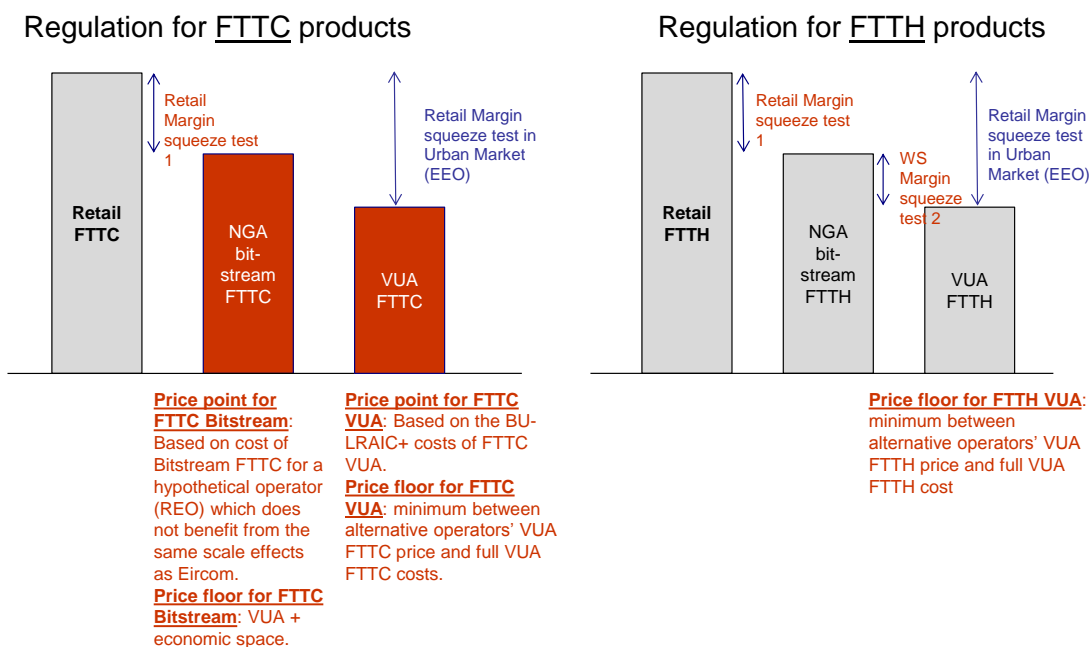 Regulation for FTTC products
Retail
Margin
squeeze test
1
Retail Margin
squeeze test in
Urban Market
(EEO)
Retail
FTTC
NGA
bit-
stream
FTTC
VUA
FTTC
Price point for
FTTC Bitstream:
Based on cost of
Bitstream FTTC for a
hypothetical operator
(REO) which does
not benefit from the
same scale effects
as Eircom.
Price floor for FTTC
Bitstream: VUA +
economic space.
Price point for FTTC
VUA: Based on the BU-
LRAIC+ costs of FTTC
VUA.
Price floor for FTTC
VUA: minimum between
alternative operators’ VUA
FTTC price and full VUA
FTTC costs.
Regulation for FTTH products
Retail Margin
squeeze test
1
WS
Margin
squeeze
test 2
Retail Margin
squeeze test
in Urban
Market (EEO)
Retail
FTTH
NGA
bit-
stream
FTTH
VUA
FTTH
Price floor for FTTH VUA:
minimum between
alternative operators’ VUA
FTTH price and full VUA
FTTH cost